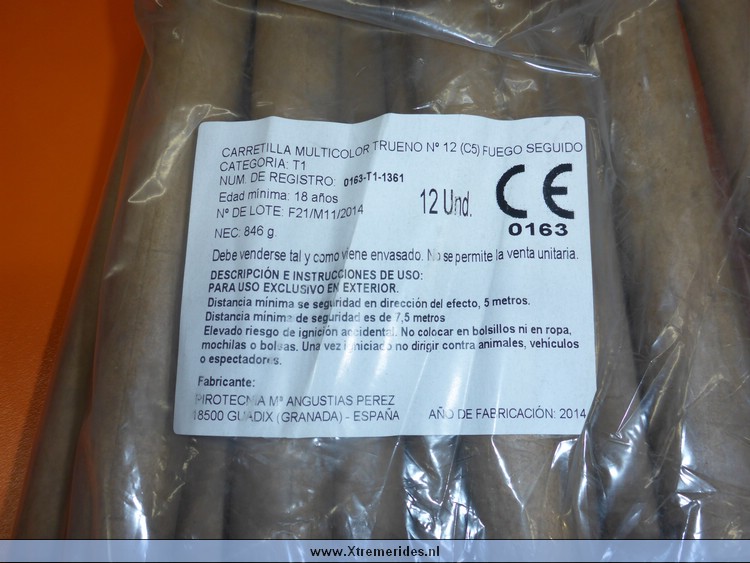 CARRETILLA MULTICOLOR TRUENO Nº 12 (C5) FUEGO SEGUIDO
CATEGORIA: T1
NUM. DE REGISTRO: 0163-T1-1361
Edad mínima: 18 años
Nº DE LOTE: F21/M11/2014
NEC: 846 g.
12 Und.
CE
0163
Debe venderse tal y como viene envasado. No se permite la venta unitaria.
DESCRIPCIÓN E INSTRUCCIONES DE USO:
PARA USO EXCLUSIVO EN EXTERIOR.
Distancia mínima se seguridad en dirección del efecto, 5 metros.
Distancia mínima de seguridad es de 7,5 metros
Elevado riesgo de ignición accidental. No colocar en bolsillos ni en ropa,
mochilas o bolsas. Una vez igniciado no dirigir contra animales, vehículos
o espectadores.
Fabricante:
PIROTECNIA Mª ANGUSTIAS PEREZ
18500 GUADIX (GRANADA) - ESPAÑA
AÑO DE FABRICACIÓN: 2014
www.Xtremerides.nl